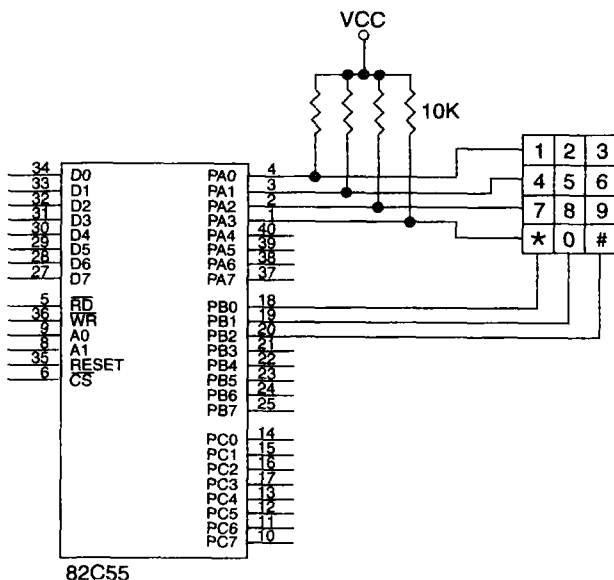 VCC
10K
1 2 3
4 5 6
7 8 9
* 0 #
34 D0 PA0 4
33 D1 PA1 3
32 D2 PA2 2
31 D3 PA3 1
30 D4 PA4 40
29 D5 PA5 39
28 D6 PA6 38
27 D7 PA7 37
5 RD PB0 18
36 WR PB1 19
9 A0 PB2 20
8 A1 PB3 21
35 RESET PB4 22
6 CS PB5 23
PB6 24
PB7 25
PC0 14
PC1 15
PC2 16
PC3 17
PC4 13
PC5 12
PC6 11
PC7 10
82C55